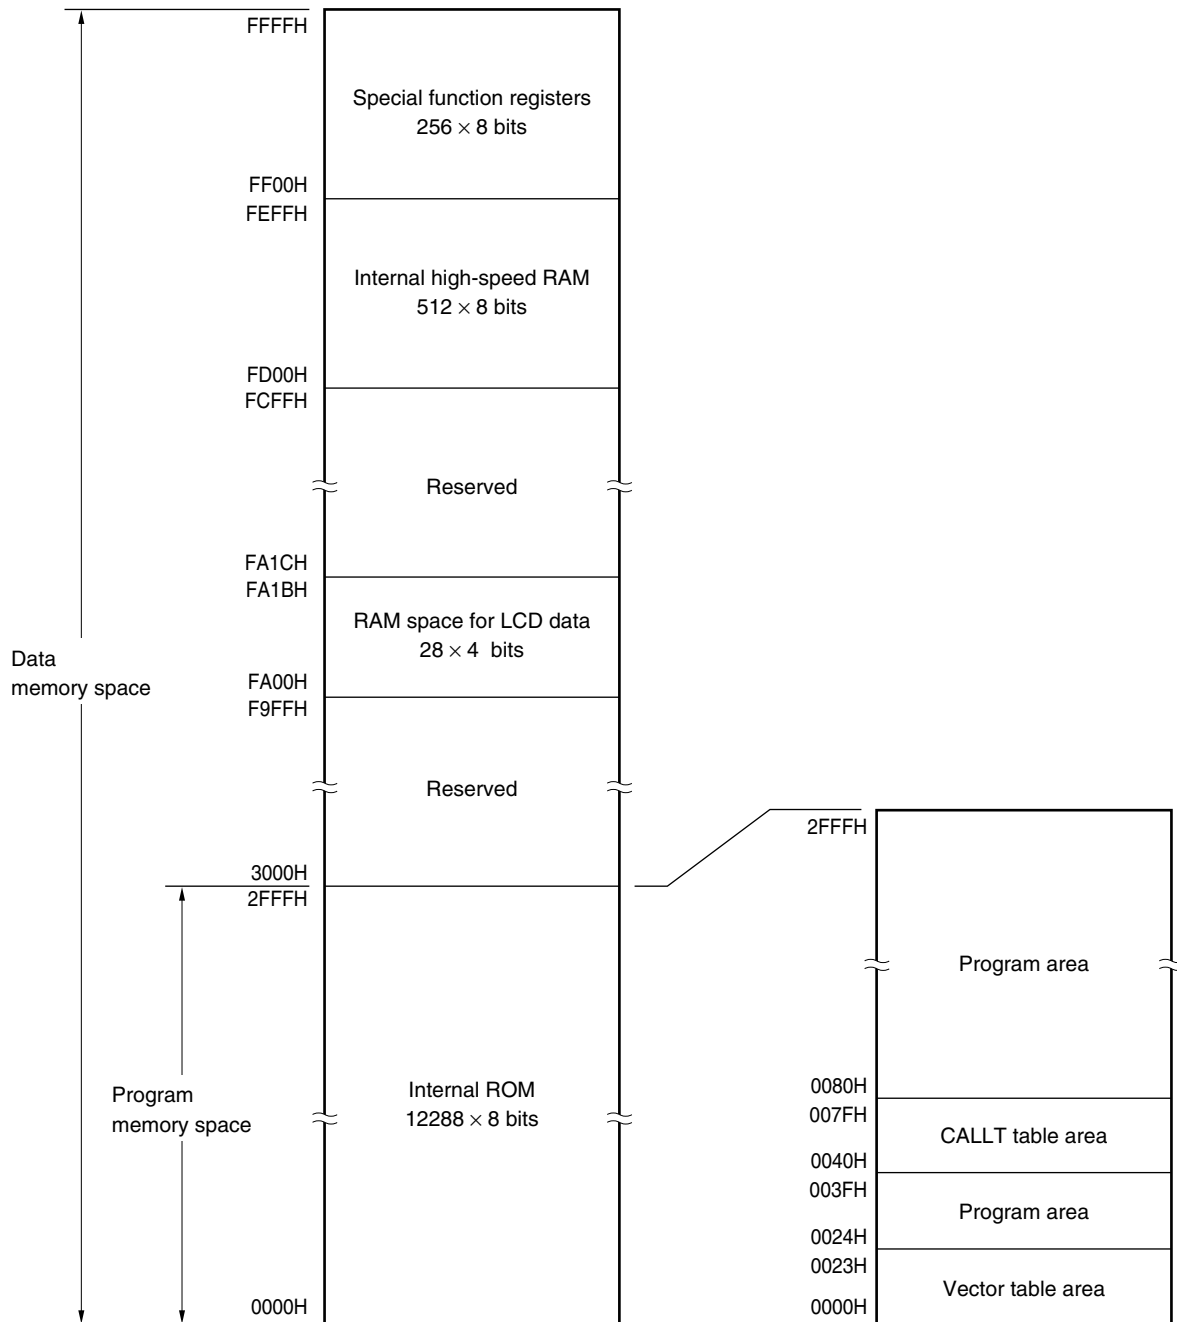 FFFFH
Special function registers
256 × 8 bits
FF00H
FEFFH
Internal high-speed RAM
512 × 8 bits
FD00H
FCFFH
Reserved
FA1CH
FA1BH
RAM space for LCD data
28 × 4 bits
Data
memory space
FA00H
F9FFH
Reserved
3000H
2FFFH
Program
memory space
Internal ROM
12288 × 8 bits
0000H
2FFFH
Program area
0080H
007FH
CALLT table area
0040H
003FH
Program area
0024H
0023H
Vector table area
0000H